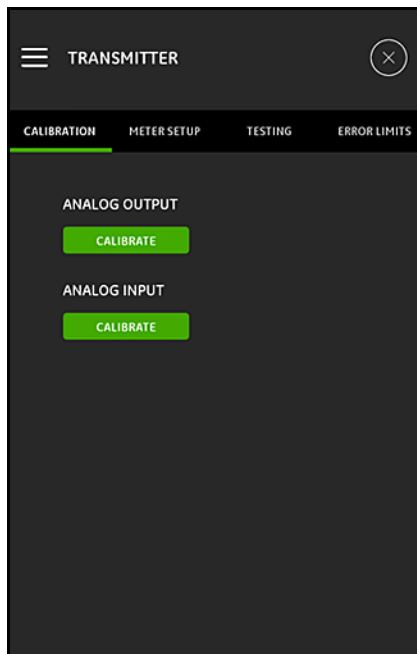 TRANSMITTER
CALIBRATION METER SETUP TESTING ERROR LIMITS
ANALOG OUTPUT
CALIBRATE
ANALOG INPUT
CALIBRATE